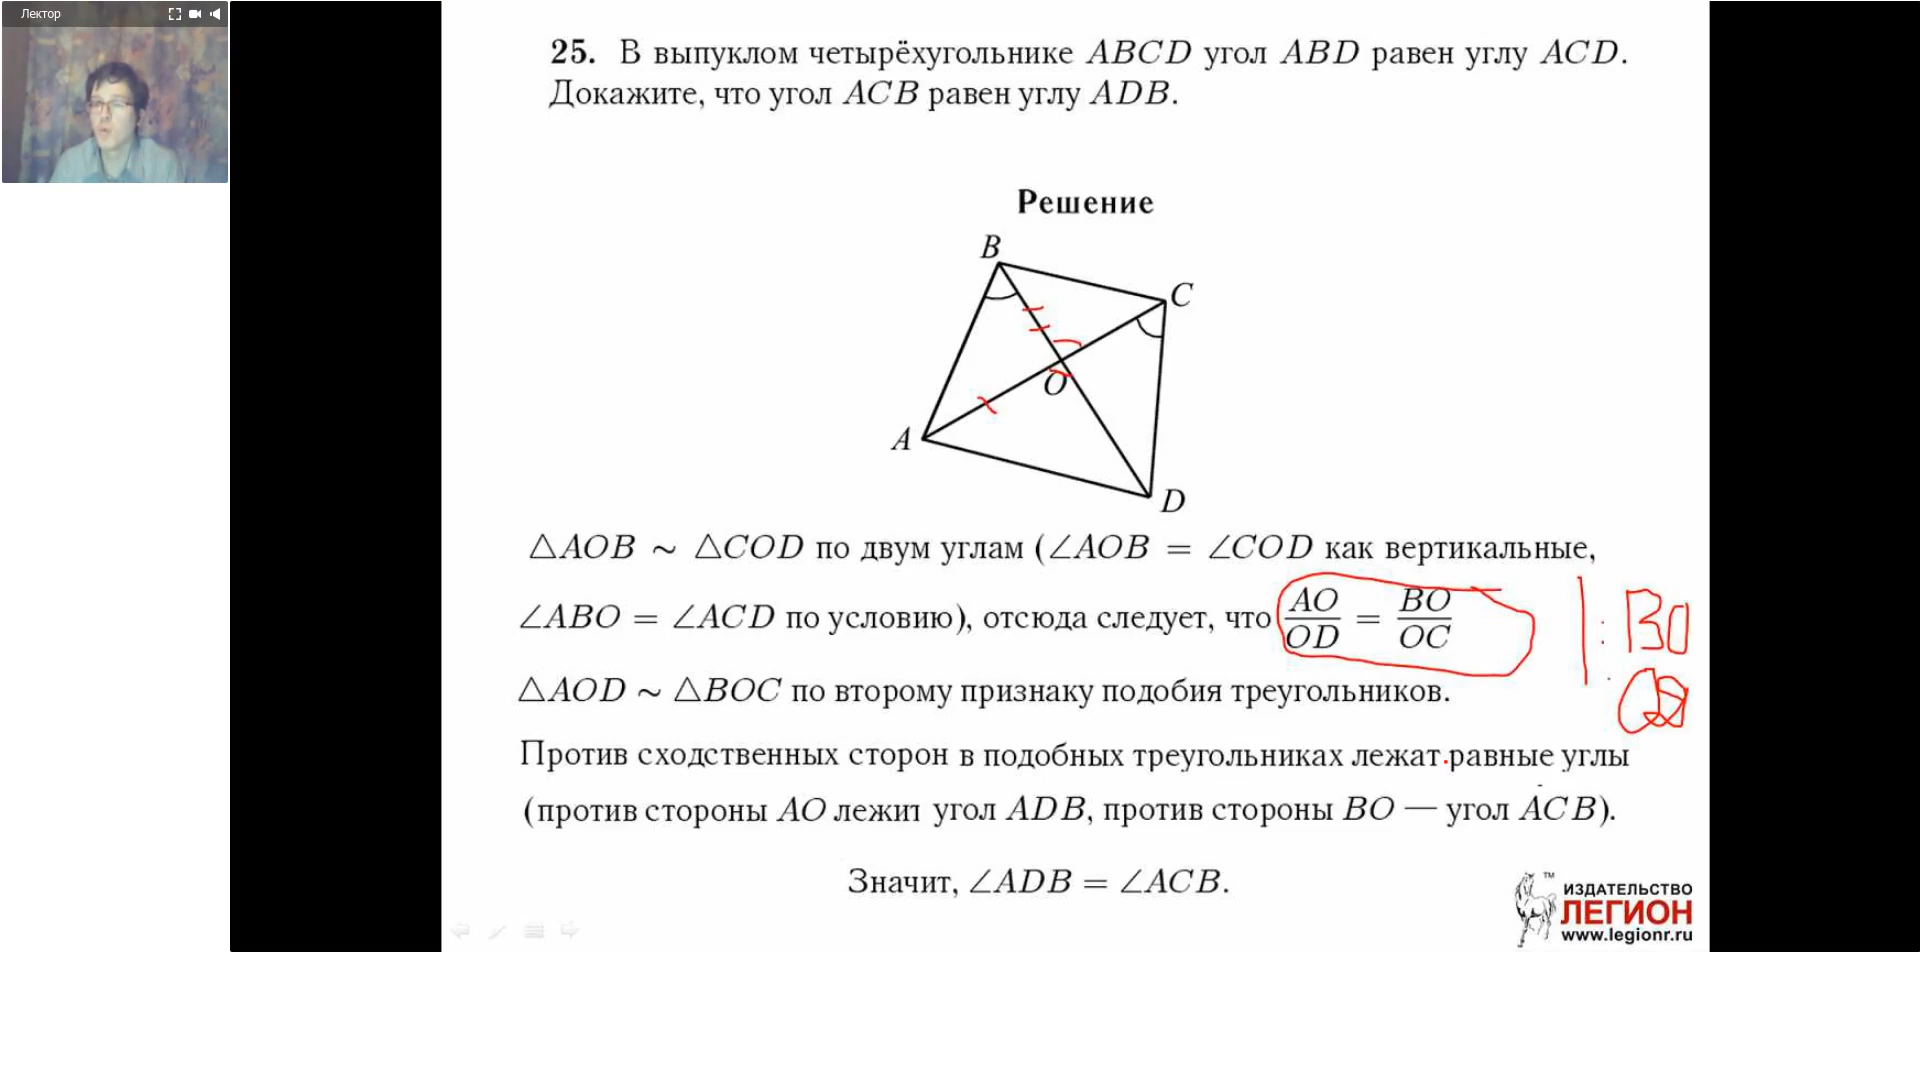 Лектор
25. В выпуклом четырёхугольнике ABCD угол ABD равен углу ACD.
Докажите, что угол ACB равен углу ADB.
Решение
B
C
O
A
D
△AOB ∼ △COD по двум углам (∠AOB = ∠COD как вертикальные,
∠ABO = ∠ACD по условию), отсюда следует, что AO/OD = BO/OC
: BO
△AOD ∼ △BOC по второму признаку подобия треугольников.
Против сходственных сторон в подобных треугольниках лежат равные углы
(против стороны AO лежит угол ADB, против стороны BO — угол ACB).
Значит, ∠ADB = ∠ACB.
TM
ИЗДАТЕЛЬСТВО
ЛЕГИОН
www.legionr.ru